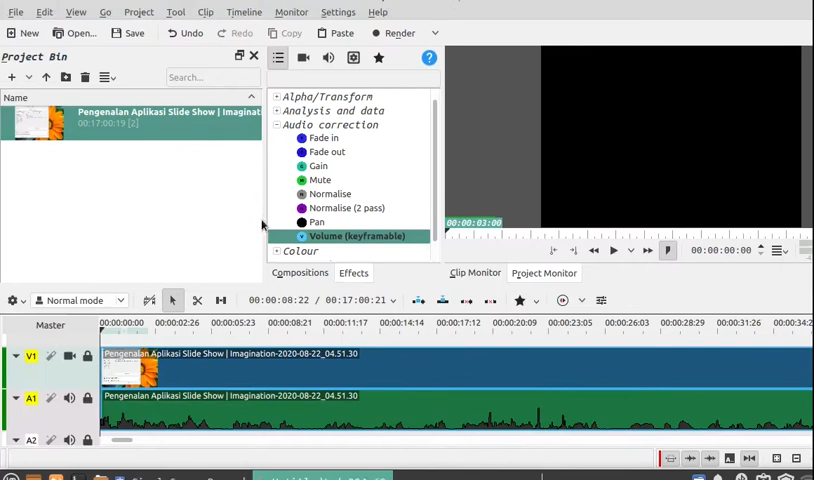 File Edit View Go Project Tool Clip Timeline Monitor Settings Help
New Open... Save Undo Redo Copy Paste Render
Project Bin
Search...
Name
Pengenalan Aplikasi Slide Show | Imaginat
00:17:00:19 [2]
Alpha/Transform
Analysis and data
Audio correction
Fade in
Fade out
Gain
Mute
Normalise
Normalise (2 pass)
Pan
Volume (keyframable)
Colour
Compositions Effects
00:00:03:00
00:00:00:00
Clip Monitor Project Monitor
Normal mode 00:00:08:22 / 00:17:00:21
Master 00:00:00:00 00:00:02:26 00:00:05:23 00:00:08:21 00:00:11:17 00:00:14:14 00:00:17:12 00:00:20:09 00:00:23:05 00:00:26:03 00:00:28:29 00:00:31:26 00:00:34:2
V1 Pengenalan Aplikasi Slide Show | Imagination-2020-08-22_04.51.30
A1 Pengenalan Aplikasi Slide Show | Imagination-2020-08-22_04.51.30
A2